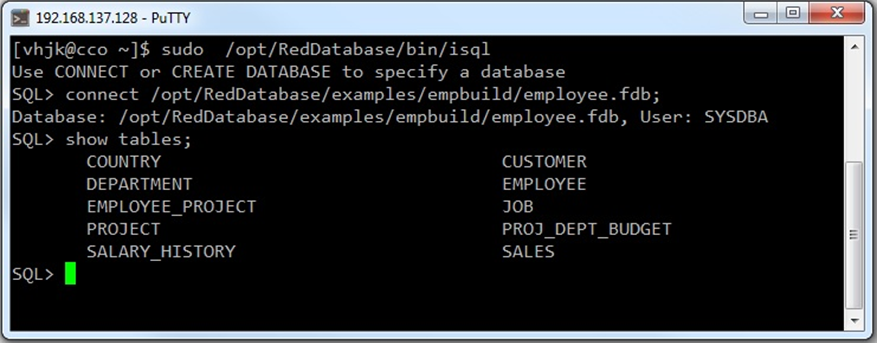 192.168.137.128 - PuTTY
[vhjk@cco ~]$ sudo  /opt/RedDatabase/bin/isql
Use CONNECT or CREATE DATABASE to specify a database
SQL> connect /opt/RedDatabase/examples/empbuild/employee.fdb;
Database: /opt/RedDatabase/examples/empbuild/employee.fdb, User: SYSDBA
SQL> show tables;
COUNTRY CUSTOMER
DEPARTMENT EMPLOYEE
EMPLOYEE_PROJECT JOB
PROJECT PROJ_DEPT_BUDGET
SALARY_HISTORY SALES
SQL>